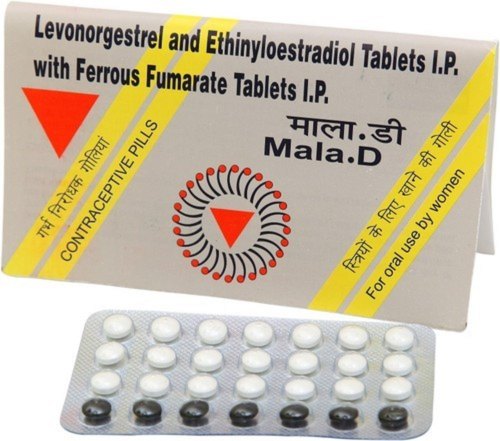 Levonorgestrel and Ethinyloestradiol Tablets I.P.
with Ferrous Fumarate Tablets I.P.
माला.डी
Mala.D
गर्भ निरोधक गोलियां
CONTRACEPTIVE PILLS
स्त्रियों के लिए खाने की गोली
For oral use by women